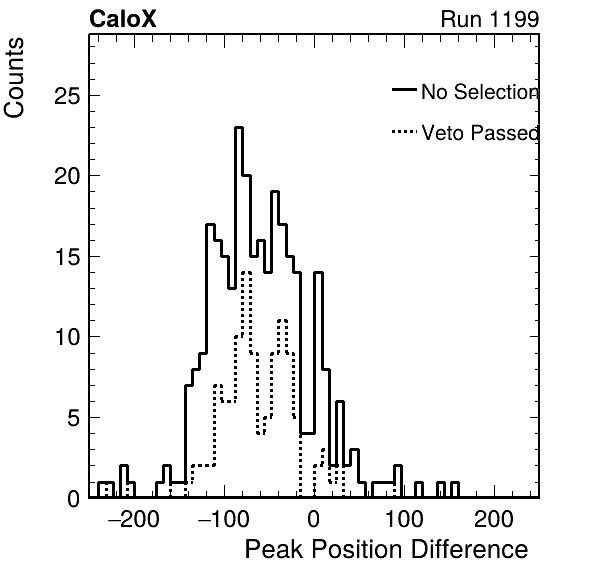 CaloX Run 1199
Counts
No Selection
Veto Passed
25
20
15
10
5
0
−200 −100 0 100 200
Peak Position Difference